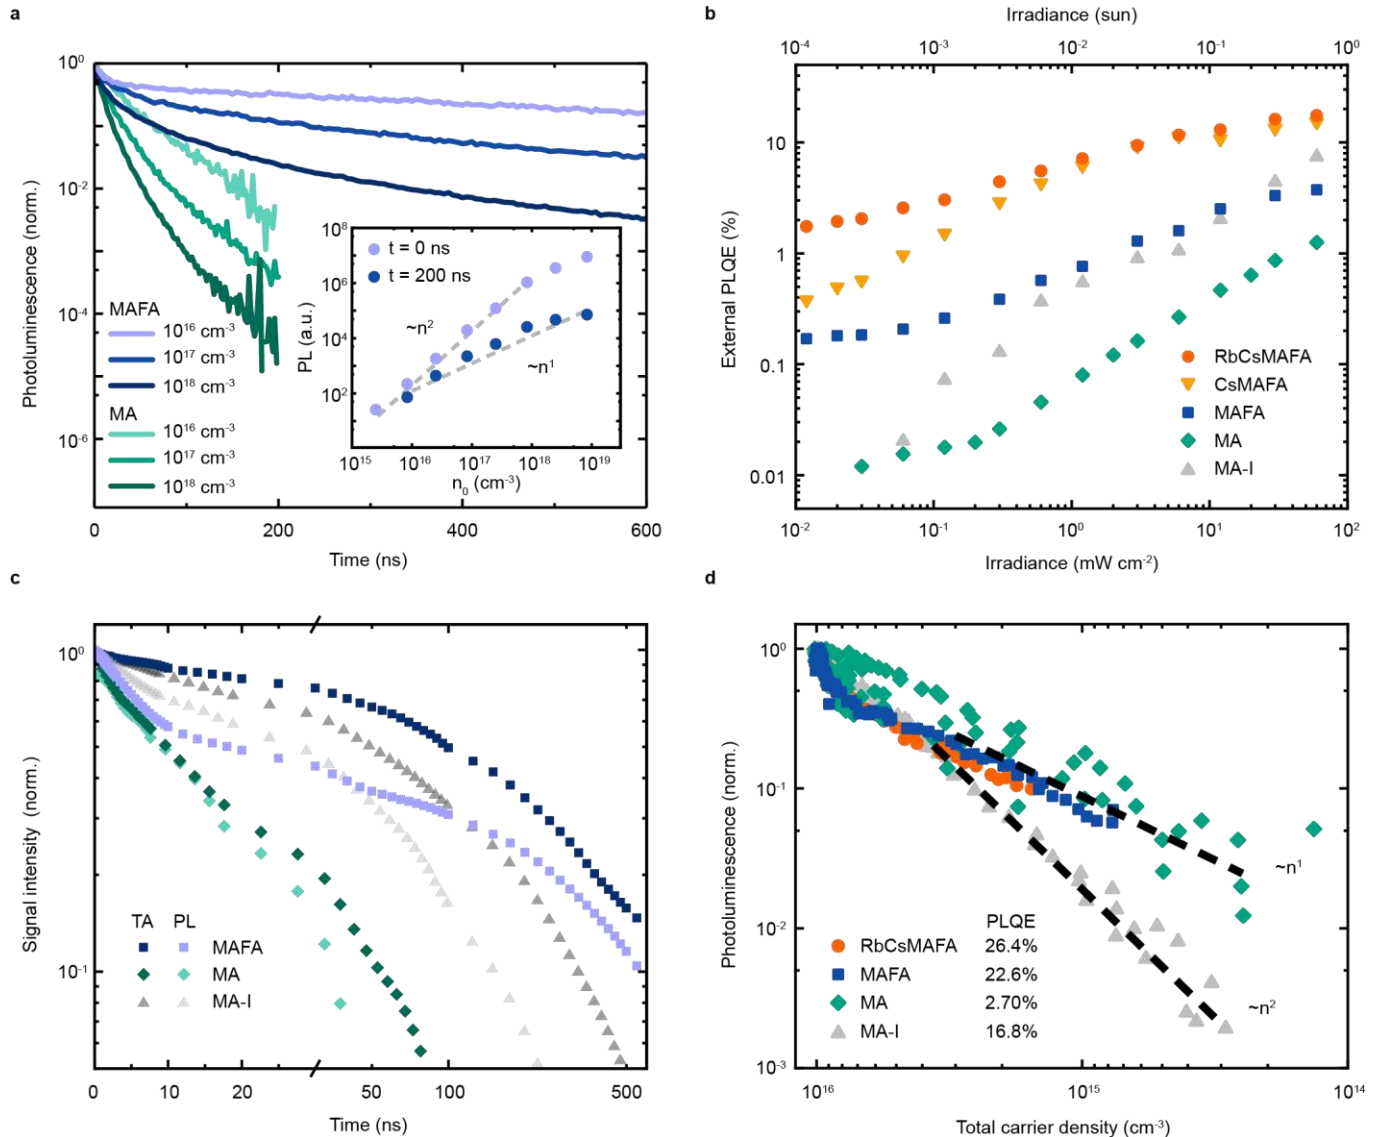 a
10⁰
10⁻²
10⁻⁴
10⁻⁶
Photoluminescence (norm.)
MAFA
10¹⁶ cm⁻³
10¹⁷ cm⁻³
10¹⁸ cm⁻³
MA
10¹⁶ cm⁻³
10¹⁷ cm⁻³
10¹⁸ cm⁻³
0 200 400 600
Time (ns)
t = 0 ns
t = 200 ns
10⁸
10⁶
10⁴
10²
PL (a.u.)
~n²
~n¹
10¹⁵ 10¹⁶ 10¹⁷ 10¹⁸ 10¹⁹
n₀ (cm⁻³)
b
Irradiance (sun)
10⁻⁴ 10⁻³ 10⁻² 10⁻¹ 10⁰
10
1
0.1
0.01
External PLQE (%)
RbCsMAFA
CsMAFA
MAFA
MA
MA-I
10⁻² 10⁻¹ 10⁰ 10¹ 10²
Irradiance (mW cm⁻²)
c
10⁰
10⁻¹
Signal intensity (norm.)
TA PL
MAFA
MA
MA-I
0 10 20 50 100 500
Time (ns)
d
10⁰
10⁻¹
10⁻²
10⁻³
Photoluminescence (norm.)
~n¹
~n²
PLQE
RbCsMAFA 26.4%
MAFA 22.6%
MA 2.70%
MA-I 16.8%
10¹⁶ 10¹⁵ 10¹⁴
Total carrier density (cm⁻³)